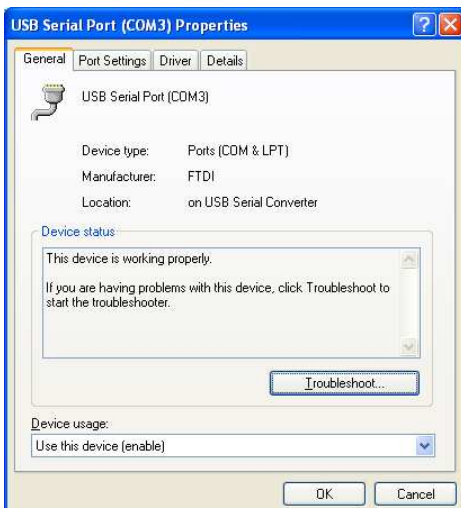 USB Serial Port (COM3) Properties
General Port Settings Driver Details
USB Serial Port (COM3)
Device type: Ports (COM & LPT)
Manufacturer: FTDI
Location: on USB Serial Converter
Device status
This device is working properly.
If you are having problems with this device, click Troubleshoot to
start the troubleshooter.
Troubleshoot...
Device usage:
Use this device (enable)
OK Cancel